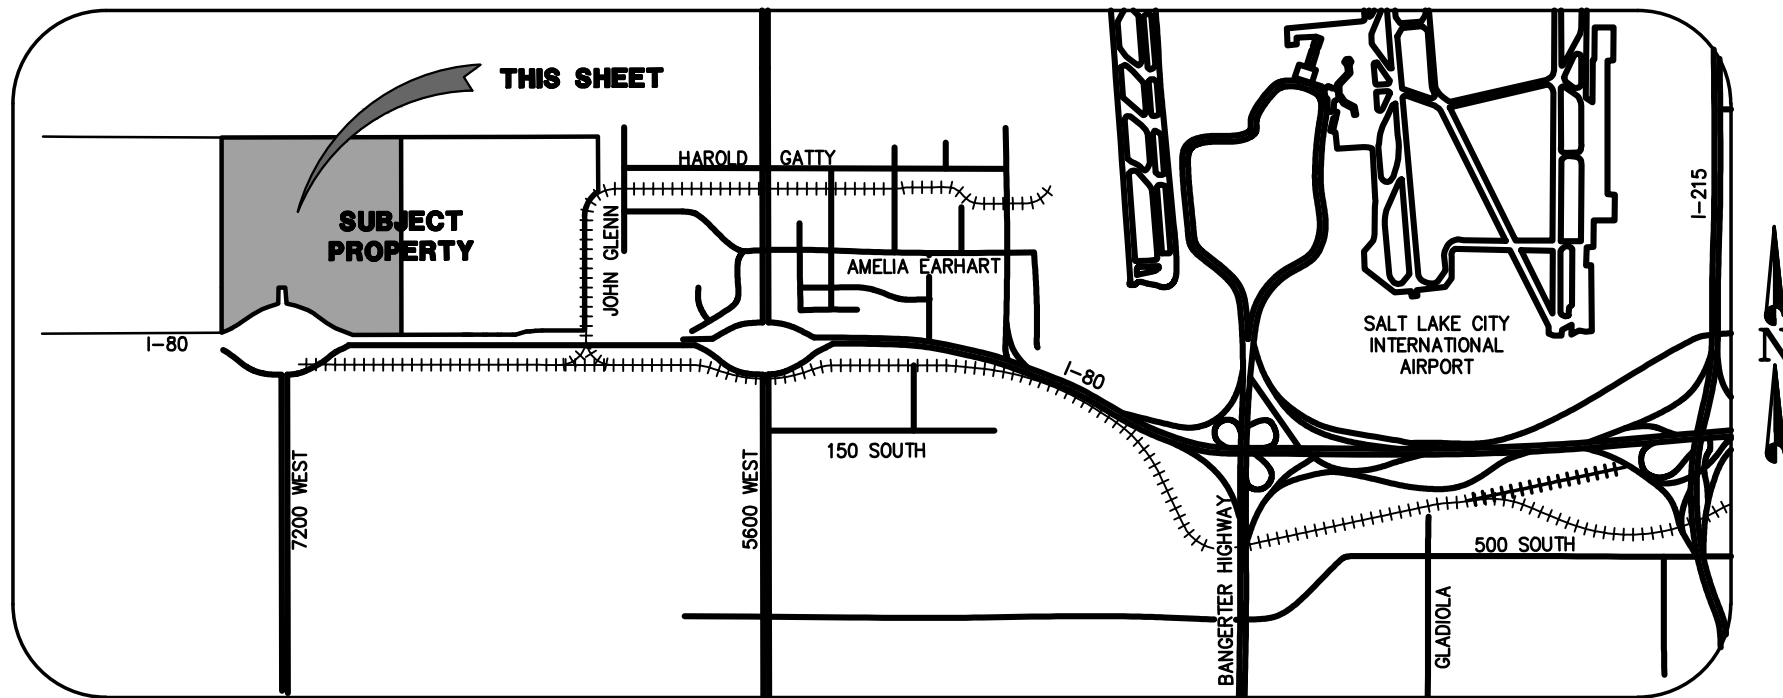 THIS SHEET
HAROLD GATTY
I-215
SUBJECT
PROPERTY
JOHN GLENN
AMELIA EARHART
SALT LAKE CITY
INTERNATIONAL
AIRPORT
N
I-80
I-80
150 SOUTH
7200 WEST
5600 WEST
BANGERTER HIGHWAY
500 SOUTH
GLADIOLA